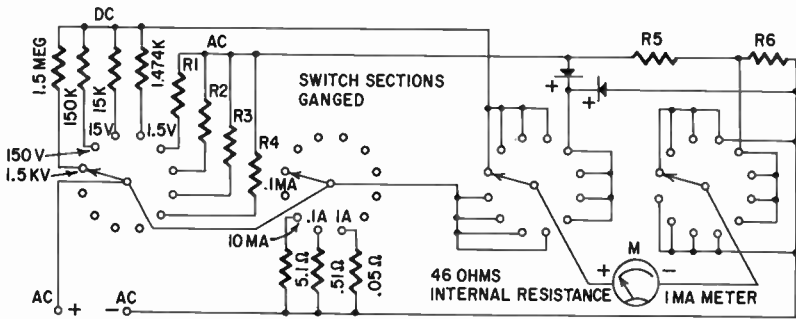 DC
1.5 MEG
150K
15K
1.474K
AC
R1
R2
R3
R4
SWITCH SECTIONS
GANGED
R5
R6
+
+
15V
1.5V
150 V
1.5 KV
.1MA
.1A
1A
10 MA
5.1Ω
.51Ω
.05Ω
46 OHMS
INTERNAL RESISTANCE
+
M
−
1 MA METER
AC
+
−
AC